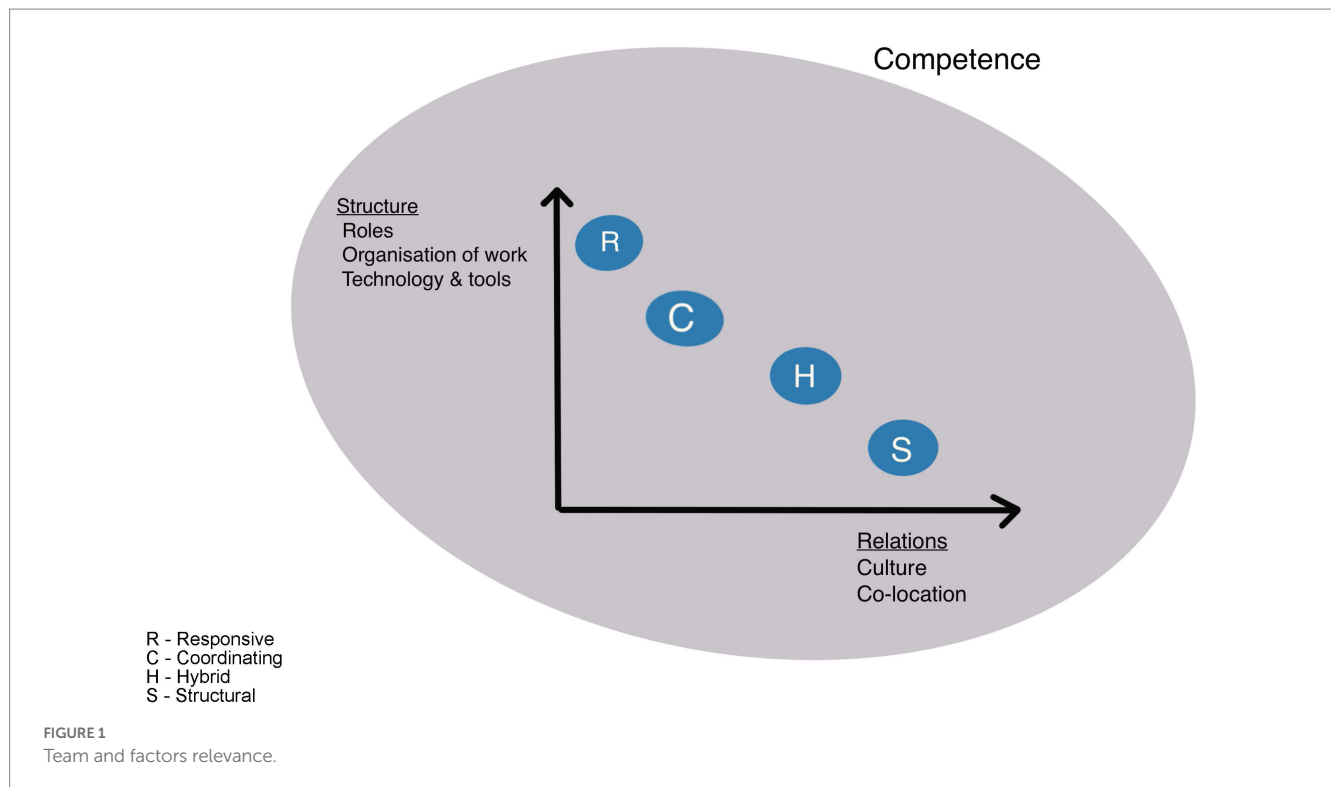 Competence
Structure
Roles
Organisation of work
Technology & tools
R
C
H
S
Relations
Culture
Co-location
R - Responsive
C - Coordinating
H - Hybrid
S - Structural
FIGURE 1
Team and factors relevance.